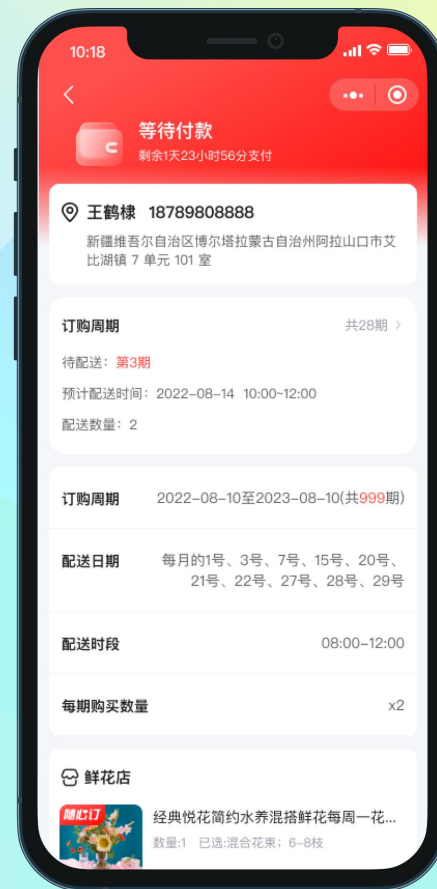 10:18
等待付款
剩余1天23小时56分支付
王鹤棣 18789808888
新疆维吾尔自治区博尔塔拉蒙古自治州阿拉山口市艾
比湖镇 7 单元 101 室
订购周期 共28期
待配送：第3期
预计配送时间：2022-08-14 10:00~12:00
配送数量：2
订购周期 2022-08-10至2023-08-10(共999期)
配送日期 每月的1号、3号、7号、15号、20号、
21号、22号、27号、28号、29号
配送时段 08:00-12:00
每期购买数量 x2
鲜花店
随心订
经典悦花简约水养混搭鲜花每周一花...
数量:1 已选:混合花束；6-8枝